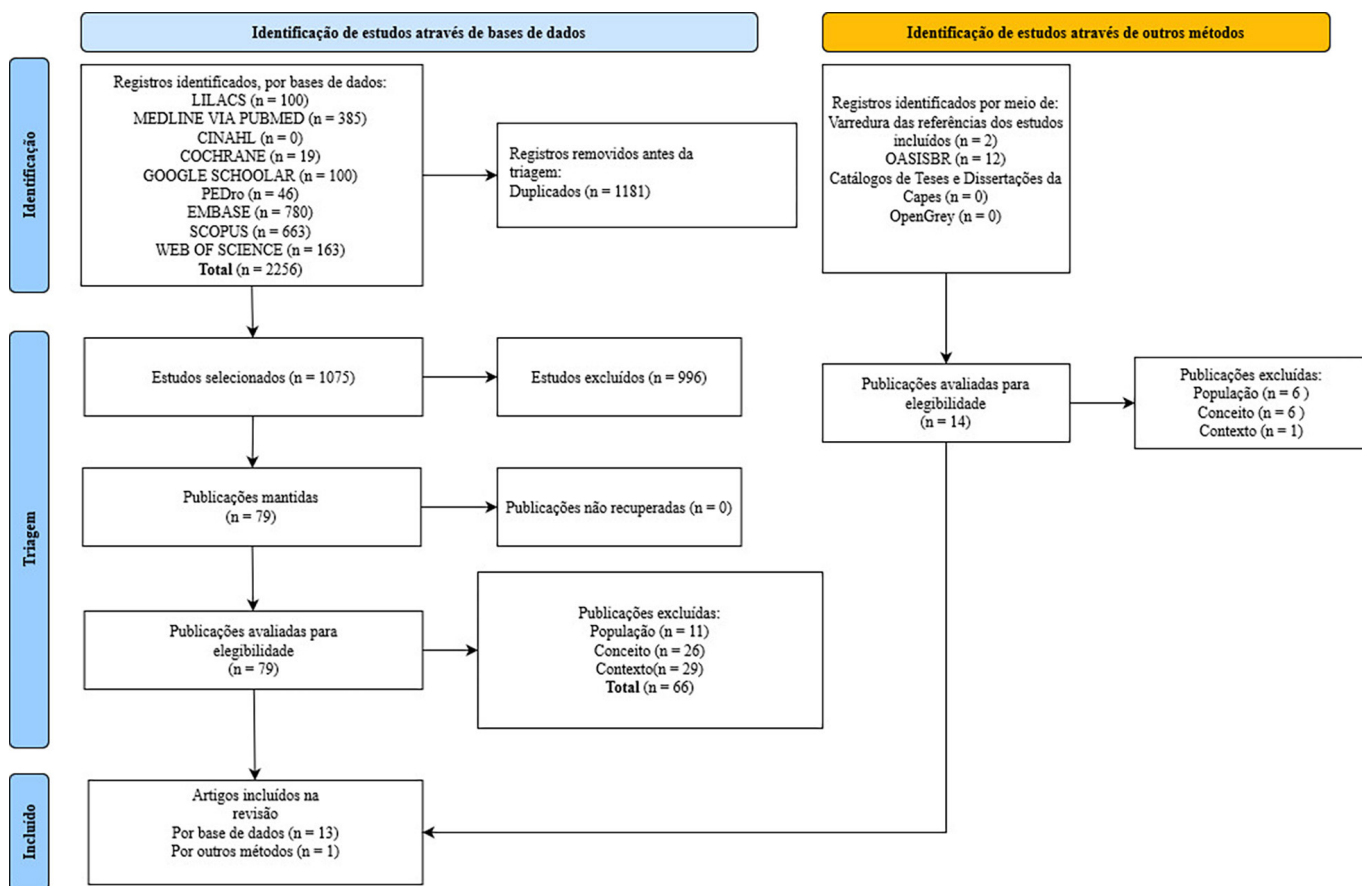 Identificação de estudos através de bases de dados
Identificação de estudos através de outros métodos
Identificação
Registros identificados, por bases de dados:
LILACS (n = 100)
MEDLINE VIA PUBMED (n = 385)
CINAHL (n = 0)
COCHRANE (n = 19)
GOOGLE SCHOOLAR (n = 100)
PEDro (n = 46)
EMBASE (n = 780)
SCOPUS (n = 663)
WEB OF SCIENCE (n = 163)
Total (n = 2256)
Registros removidos antes da
triagem:
Duplicados (n = 1181)
Registros identificados por meio de:
Varredura das referências dos estudos
incluídos (n = 2)
OASISBR (n = 12)
Catálogos de Teses e Dissertações da
Capes (n = 0)
OpenGrey (n = 0)
Triagem
Estudos selecionados (n = 1075)
Estudos excluídos (n = 996)
Publicações avaliadas para
elegibilidade
(n = 14)
Publicações excluídas:
População (n = 6 )
Conceito (n = 6 )
Contexto (n = 1)
Publicações mantidas
(n = 79)
Publicações não recuperadas (n = 0)
Publicações avaliadas para
elegibilidade
(n = 79)
Publicações excluídas:
População (n = 11)
Conceito (n = 26)
Contexto(n = 29)
Total (n = 66)
Incluído
Artigos incluídos na
revisão
Por base de dados (n = 13)
Por outros métodos (n = 1)